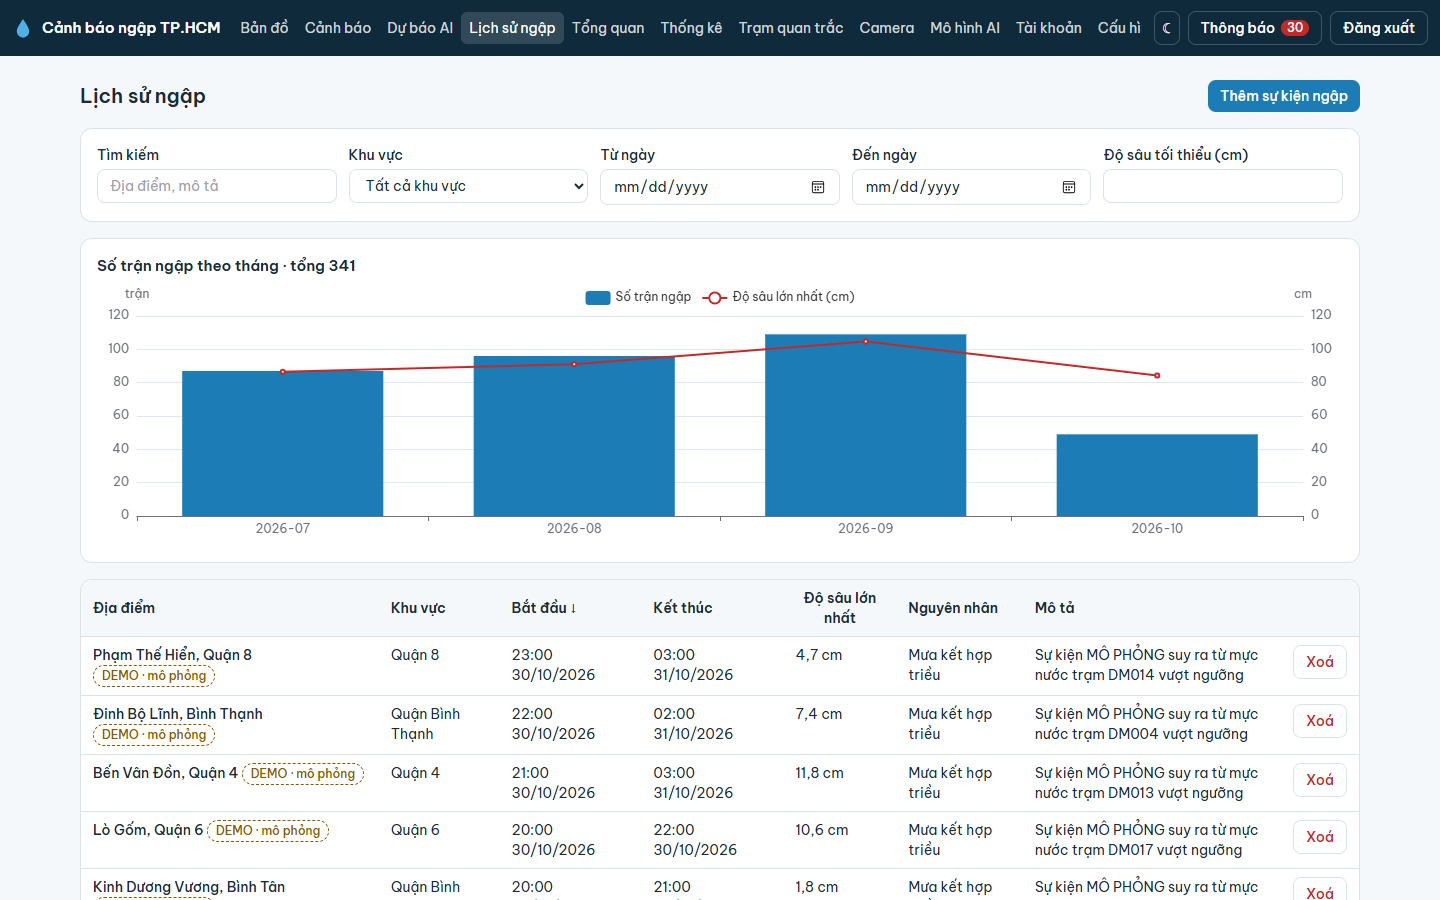 Cảnh báo ngập TP.HCM Bản đồ Cảnh báo Dự báo AI Lịch sử ngập Tổng quan Thống kê Trạm quan trắc Camera Mô hình AI Tài khoản Cấu hì Thông báo 30 Đăng xuất
Lịch sử ngập Thêm sự kiện ngập
Tìm kiếm Khu vực Từ ngày Đến ngày Độ sâu tối thiểu (cm)
Địa điểm, mô tả Tất cả khu vực mm/dd/yyyy mm/dd/yyyy
Số trận ngập theo tháng · tổng 341
trận Số trận ngập Độ sâu lớn nhất (cm) cm
120 120
100 100
80 80
60 60
40 40
20 20
0 0
2026-07 2026-08 2026-09 2026-10
Địa điểm Khu vực Bắt đầu ↓ Kết thúc Độ sâu lớn nhất Nguyên nhân Mô tả
Phạm Thế Hiển, Quận 8 Quận 8 23:00 03:00 4,7 cm Mưa kết hợp Sự kiện MÔ PHỎNG suy ra từ mực Xoá
DEMO · mô phỏng 30/10/2026 31/10/2026 triều nước trạm DM014 vượt ngưỡng
Đinh Bộ Lĩnh, Bình Thạnh Quận Bình 22:00 02:00 7,4 cm Mưa kết hợp Sự kiện MÔ PHỎNG suy ra từ mực Xoá
DEMO · mô phỏng Thạnh 30/10/2026 31/10/2026 triều nước trạm DM004 vượt ngưỡng
Bến Vân Đồn, Quận 4 DEMO · mô phỏng Quận 4 21:00 03:00 11,8 cm Mưa kết hợp Sự kiện MÔ PHỎNG suy ra từ mực Xoá
30/10/2026 31/10/2026 triều nước trạm DM013 vượt ngưỡng
Lò Gốm, Quận 6 DEMO · mô phỏng Quận 6 20:00 22:00 10,6 cm Mưa kết hợp Sự kiện MÔ PHỎNG suy ra từ mực Xoá
30/10/2026 30/10/2026 triều nước trạm DM017 vượt ngưỡng
Kinh Dương Vương, Bình Tân Quận Bình 20:00 21:00 1,8 cm Mưa kết hợp Sự kiện MÔ PHỎNG suy ra từ mực Xoá